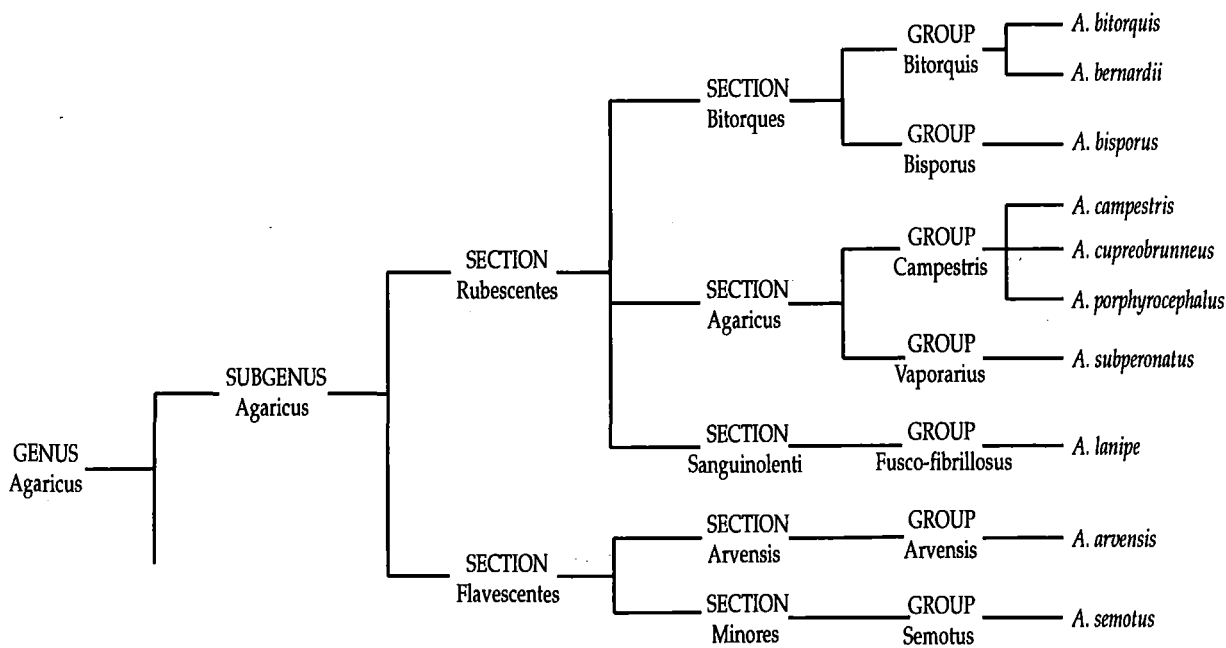 GENUS
Agaricus
SUBGENUS
Agaricus
SECTION
Rubescentes
SECTION
Flavescentes
SECTION
Bitorques
SECTION
Agaricus
SECTION
Sanguinolenti
SECTION
Arvensis
SECTION
Minores
GROUP
Bitorquis
GROUP
Bisporus
GROUP
Campestris
GROUP
Vaporarius
GROUP
Fusco-fibrillosus
GROUP
Arvensis
GROUP
Semotus
A. bitorquis
A. bernardii
A. bisporus
A. campestris
A. cupreobrunneus
A. porphyrocephalus
A. subperonatus
A. lanipe
A. arvensis
A. semotus